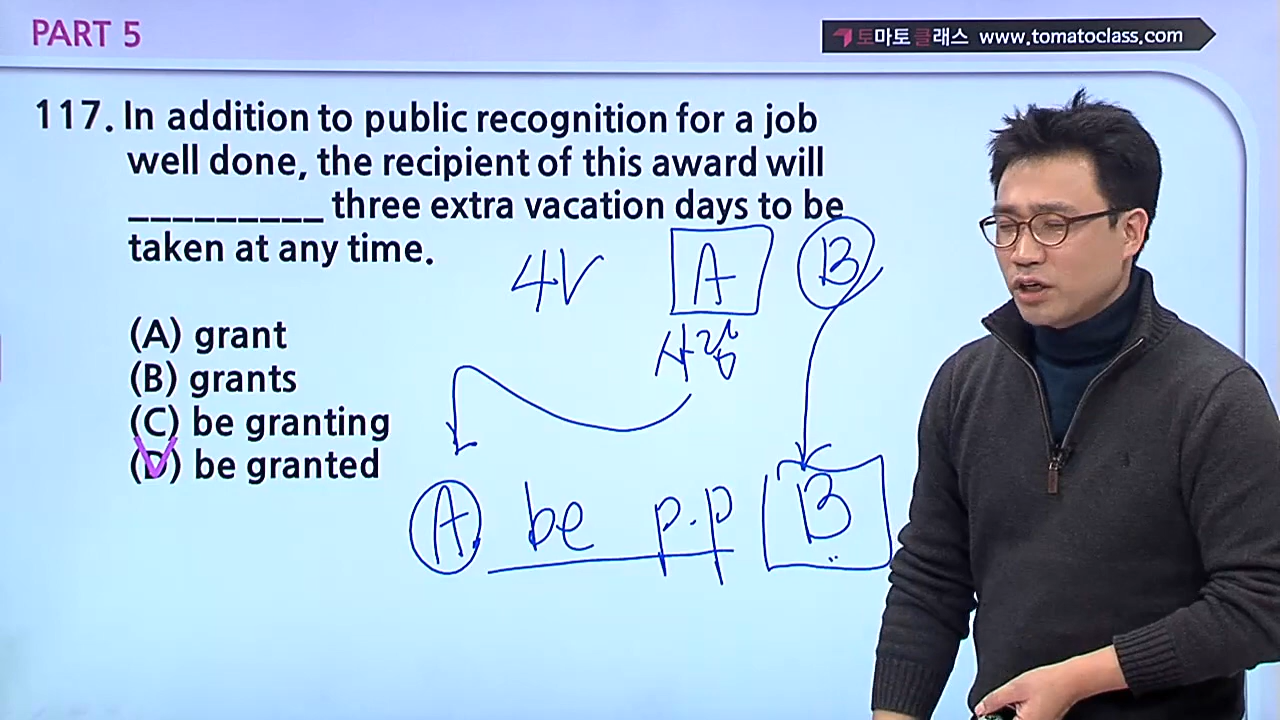 PART 5
토마토클래스 www.tomatoclass.com
117. In addition to public recognition for a job
well done, the recipient of this award will
_________ three extra vacation days to be
taken at any time.
4V A B
사람
(A) grant
(B) grants
(C) be granting
(D) be granted
A be p.p B